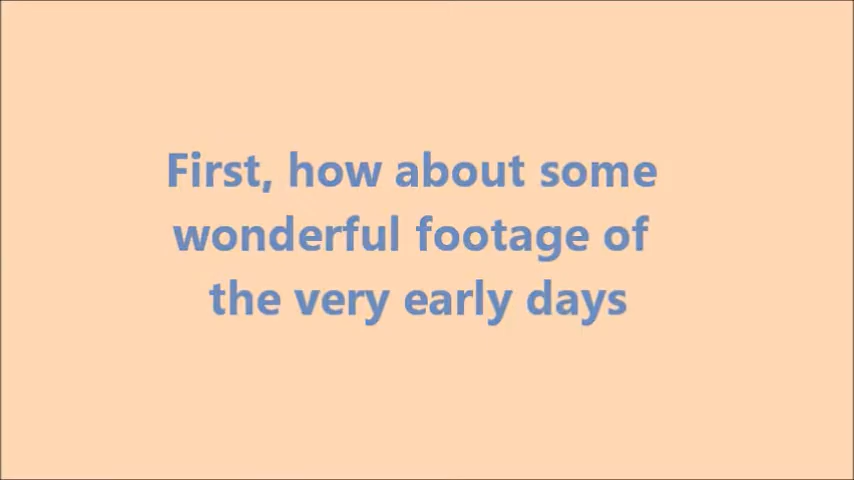 First, how about some
wonderful footage of
the very early days